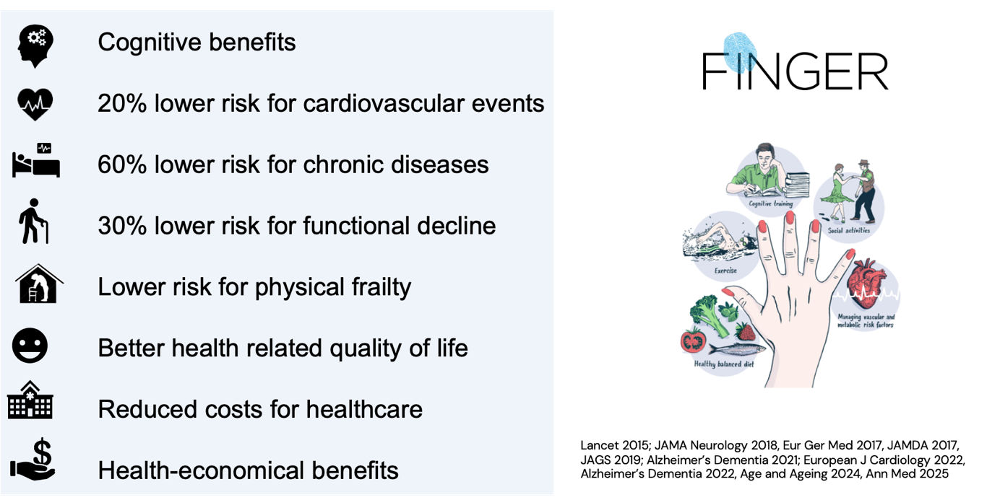 Cognitive benefits
20% lower risk for cardiovascular events
60% lower risk for chronic diseases
30% lower risk for functional decline
Lower risk for physical frailty
Better health related quality of life
Reduced costs for healthcare
$
Health-economical benefits
FINGER
Cognitive training
Social activities
Exercise
Managing vascular and
metabolic risk factors
Healthy balanced diet
Lancet 2015; JAMA Neurology 2018, Eur Ger Med 2017, JAMDA 2017,
JAGS 2019; Alzheimer’s Dementia 2021; European J Cardiology 2022,
Alzheimer’s Dementia 2022, Age and Ageing 2024, Ann Med 2025